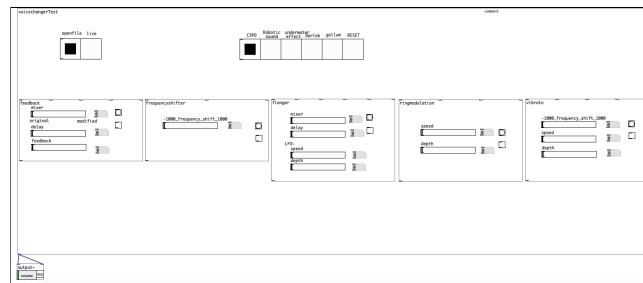 voicechangerTest
comment
openfile live
C3PO Robotic sound underwater effect Darlek gollum RESET
feedback
mixer
original modified
delay
feedback
frequencyshifter
-1000_frequency_shift_1000
flanger
mixer
delay
LFO-
speed
depth
ringmodulation
speed
depth
vibrato
-1000_frequency_shift_1000
speed
depth
output~
volume